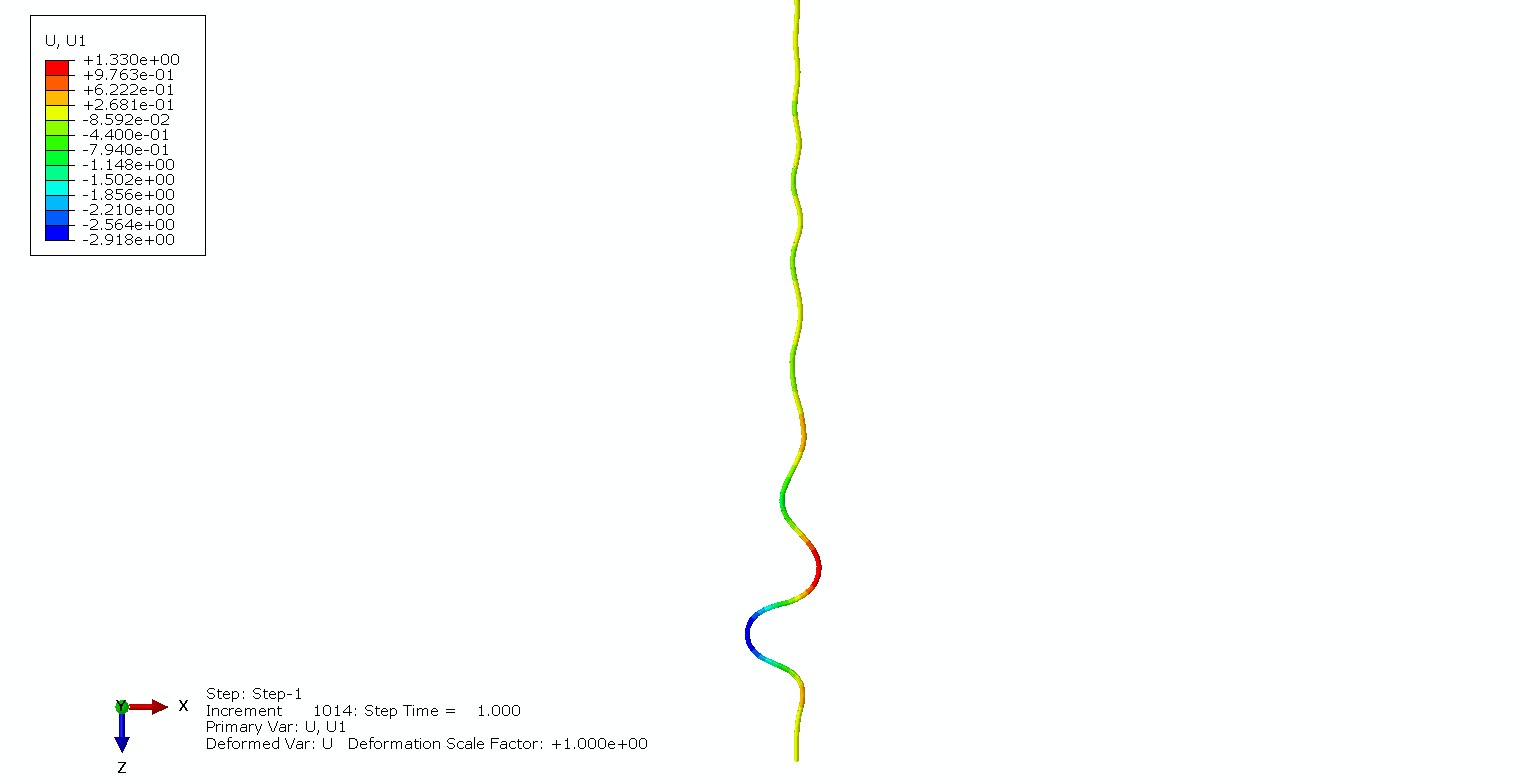 U, U1
+1.330e+00
+9.763e-01
+6.222e-01
+2.681e-01
-8.592e-02
-4.400e-01
-7.940e-01
-1.148e+00
-1.502e+00
-1.856e+00
-2.210e+00
-2.564e+00
-2.918e+00
Y
X
Z
Step: Step-1
Increment 1014: Step Time = 1.000
Primary Var: U, U1
Deformed Var: U Deformation Scale Factor: +1.000e+00